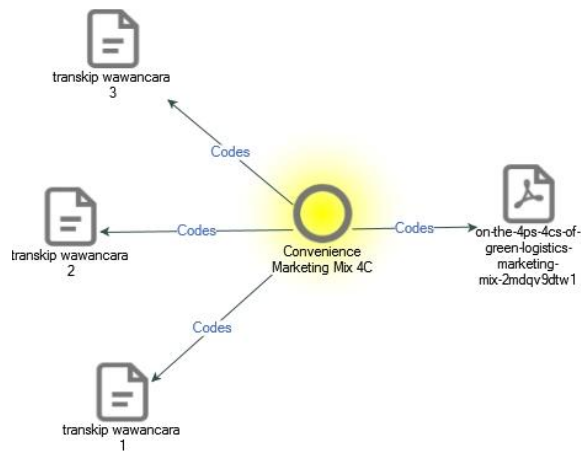 transkip wawancara
3
Codes
transkip wawancara
2
Codes
Convenience
Marketing Mix 4C
Codes
on-the-4ps-4cs-of-
green-logistics-
marketing-
mix-2mdqv9dtw1
Codes
transkip wawancara
1